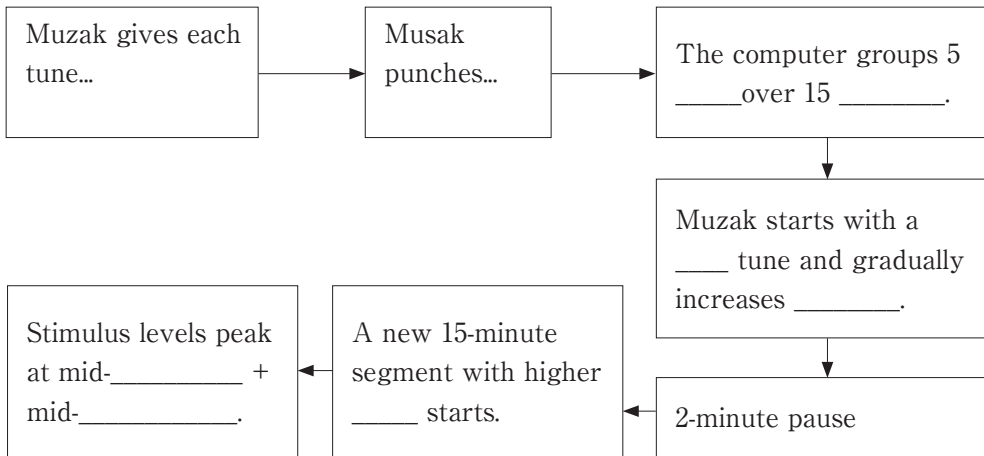 Muzak gives each
tune...
Musak
punches...
The computer groups 5
_____over 15 ________.
Muzak starts with a
____ tune and gradually
increases ________.
2-minute pause
A new 15-minute
segment with higher
_____ starts.
Stimulus levels peak
at mid-__________ +
mid-____________.